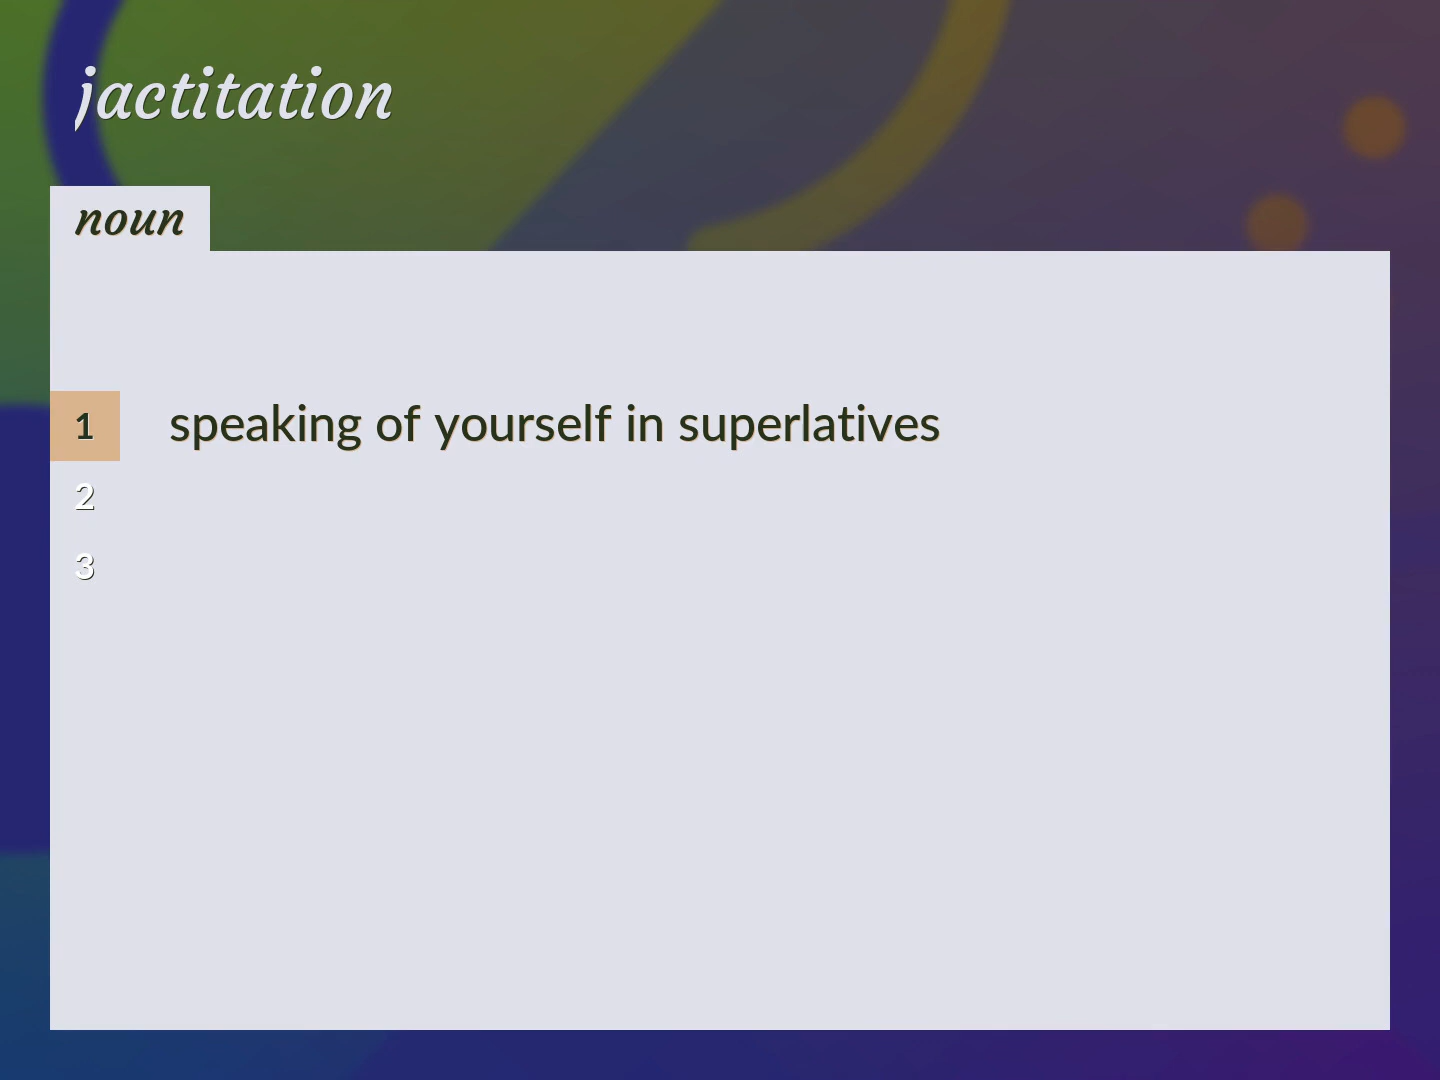 jactitation
noun
1 speaking of yourself in superlatives
2
3